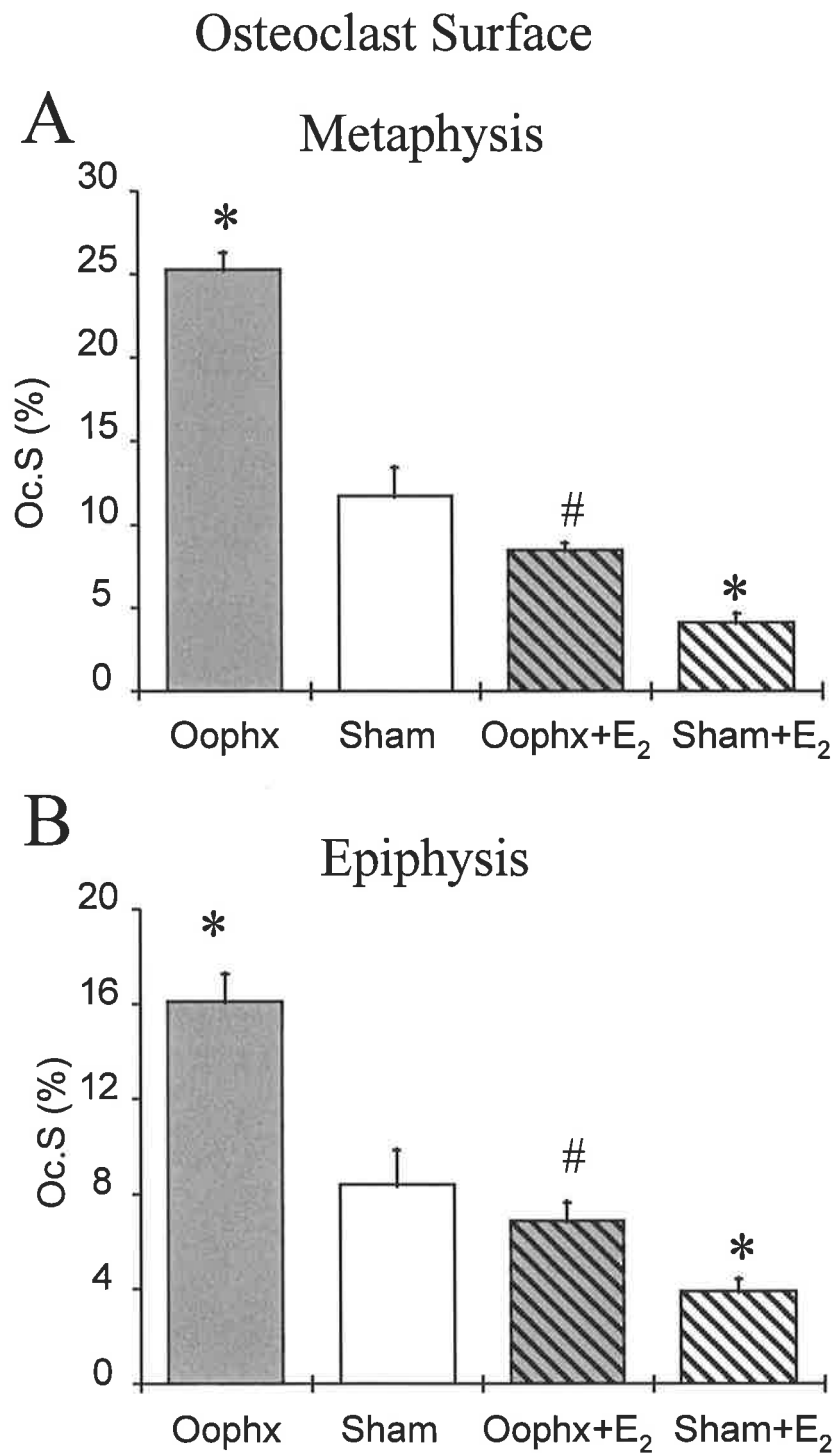 Osteoclast Surface
A
Metaphysis
30
25
20
15
10
5
0
Oc.S (%)
*
#
*
Oophx Sham Oophx+E₂ Sham+E₂
B
Epiphysis
20
16
12
8
4
0
Oc.S (%)
*
#
*
Oophx Sham Oophx+E₂ Sham+E₂